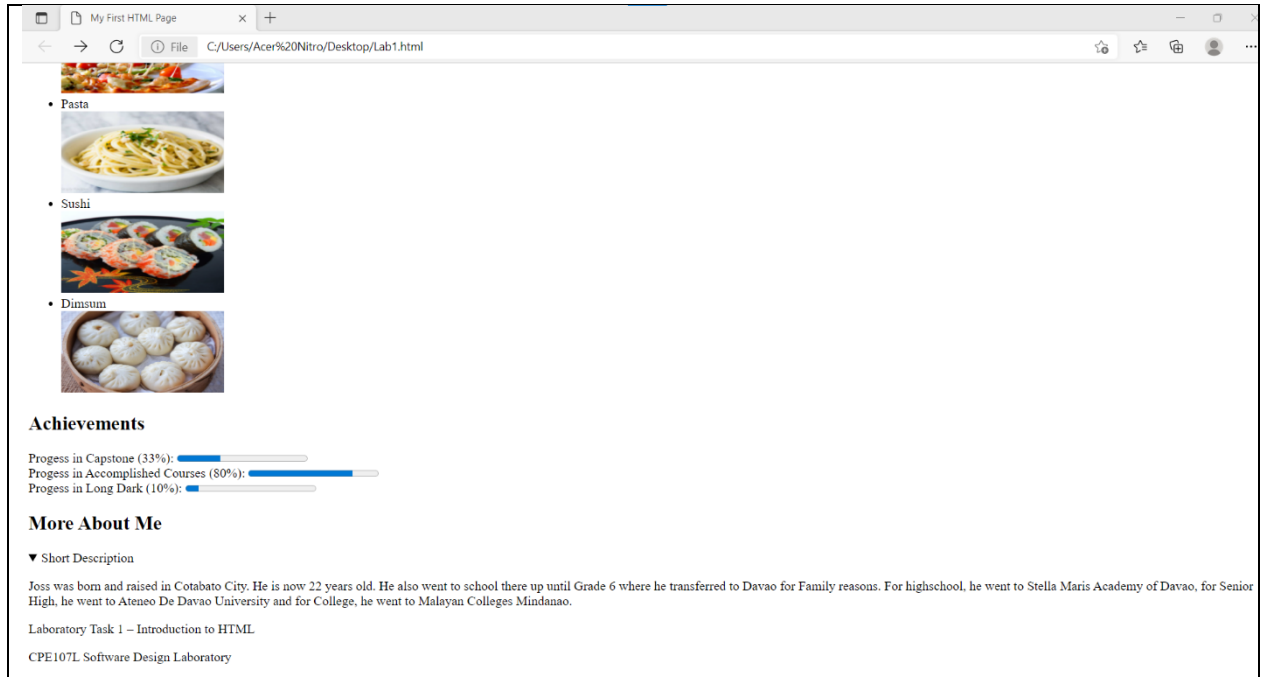 My First HTML Page
File C:/Users/Acer%20Nitro/Desktop/Lab1.html
Pasta
Sushi
Dimsum
Achievements
Progess in Capstone (33%):
Progess in Accomplished Courses (80%):
Progess in Long Dark (10%):
More About Me
Short Description
Joss was born and raised in Cotabato City. He is now 22 years old. He also went to school there up until Grade 6 where he transferred to Davao for Family reasons. For highschool, he went to Stella Maris Academy of Davao, for Senior
High, he went to Ateneo De Davao University and for College, he went to Malayan Colleges Mindanao.
Laboratory Task 1 – Introduction to HTML
CPE107L Software Design Laboratory